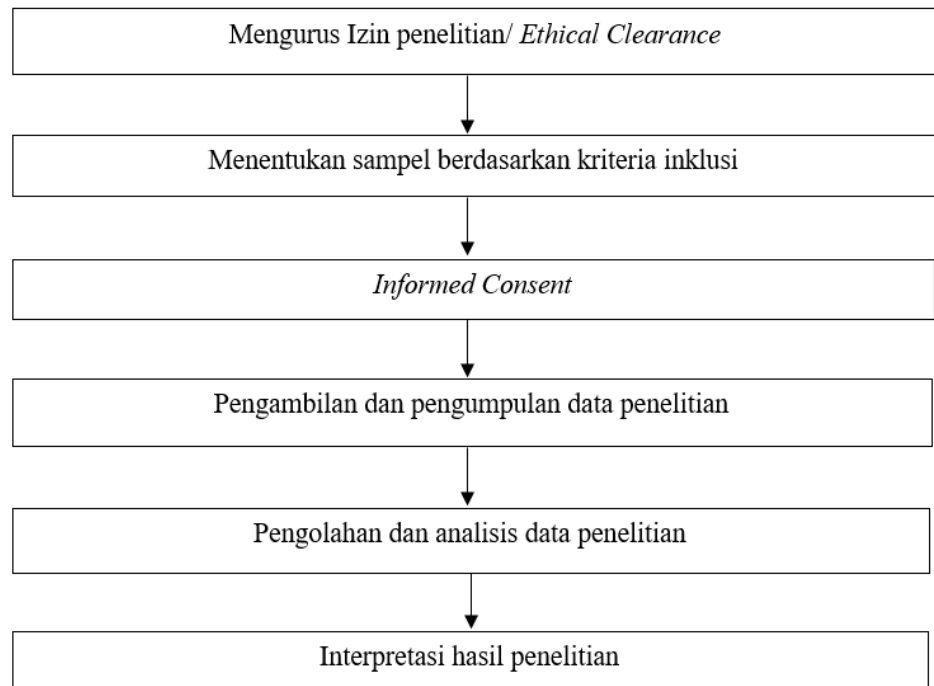 Mengurus Izin penelitian/ Ethical Clearance
Menentukan sampel berdasarkan kriteria inklusi
Informed Consent
Pengambilan dan pengumpulan data penelitian
Pengolahan dan analisis data penelitian
Interpretasi hasil penelitian